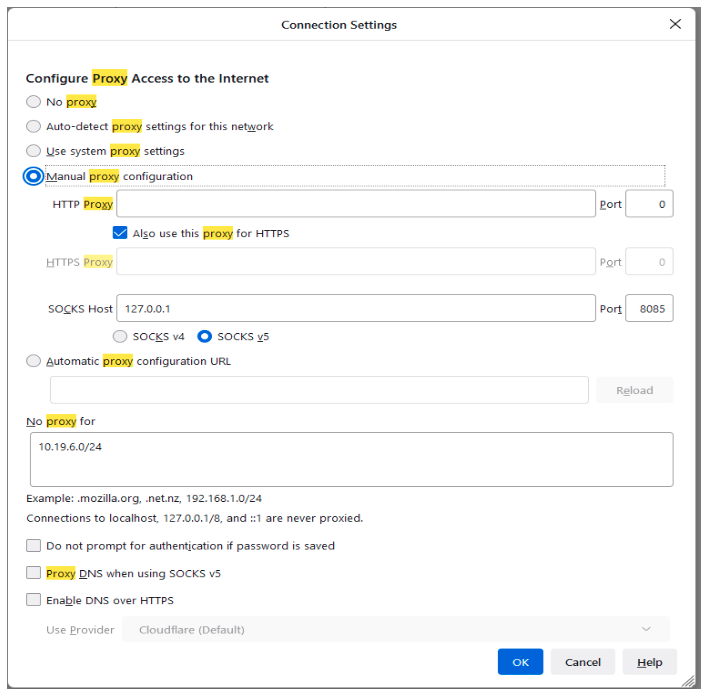 Connection Settings
Configure Proxy Access to the Internet
No proxy
Auto-detect proxy settings for this network
Use system proxy settings
Manual proxy configuration
HTTP Proxy Port 0
Also use this proxy for HTTPS
HTTPS Proxy Port 0
SOCKS Host 127.0.0.1 Port 8085
SOCKS v4 SOCKS v5
Automatic proxy configuration URL
Reload
No proxy for
10.19.6.0/24
Example: .mozilla.org, .net.nz, 192.168.1.0/24
Connections to localhost, 127.0.0.1/8, and ::1 are never proxied.
Do not prompt for authentication if password is saved
Proxy DNS when using SOCKS v5
Enable DNS over HTTPS
Use Provider Cloudflare (Default)
OK Cancel Help